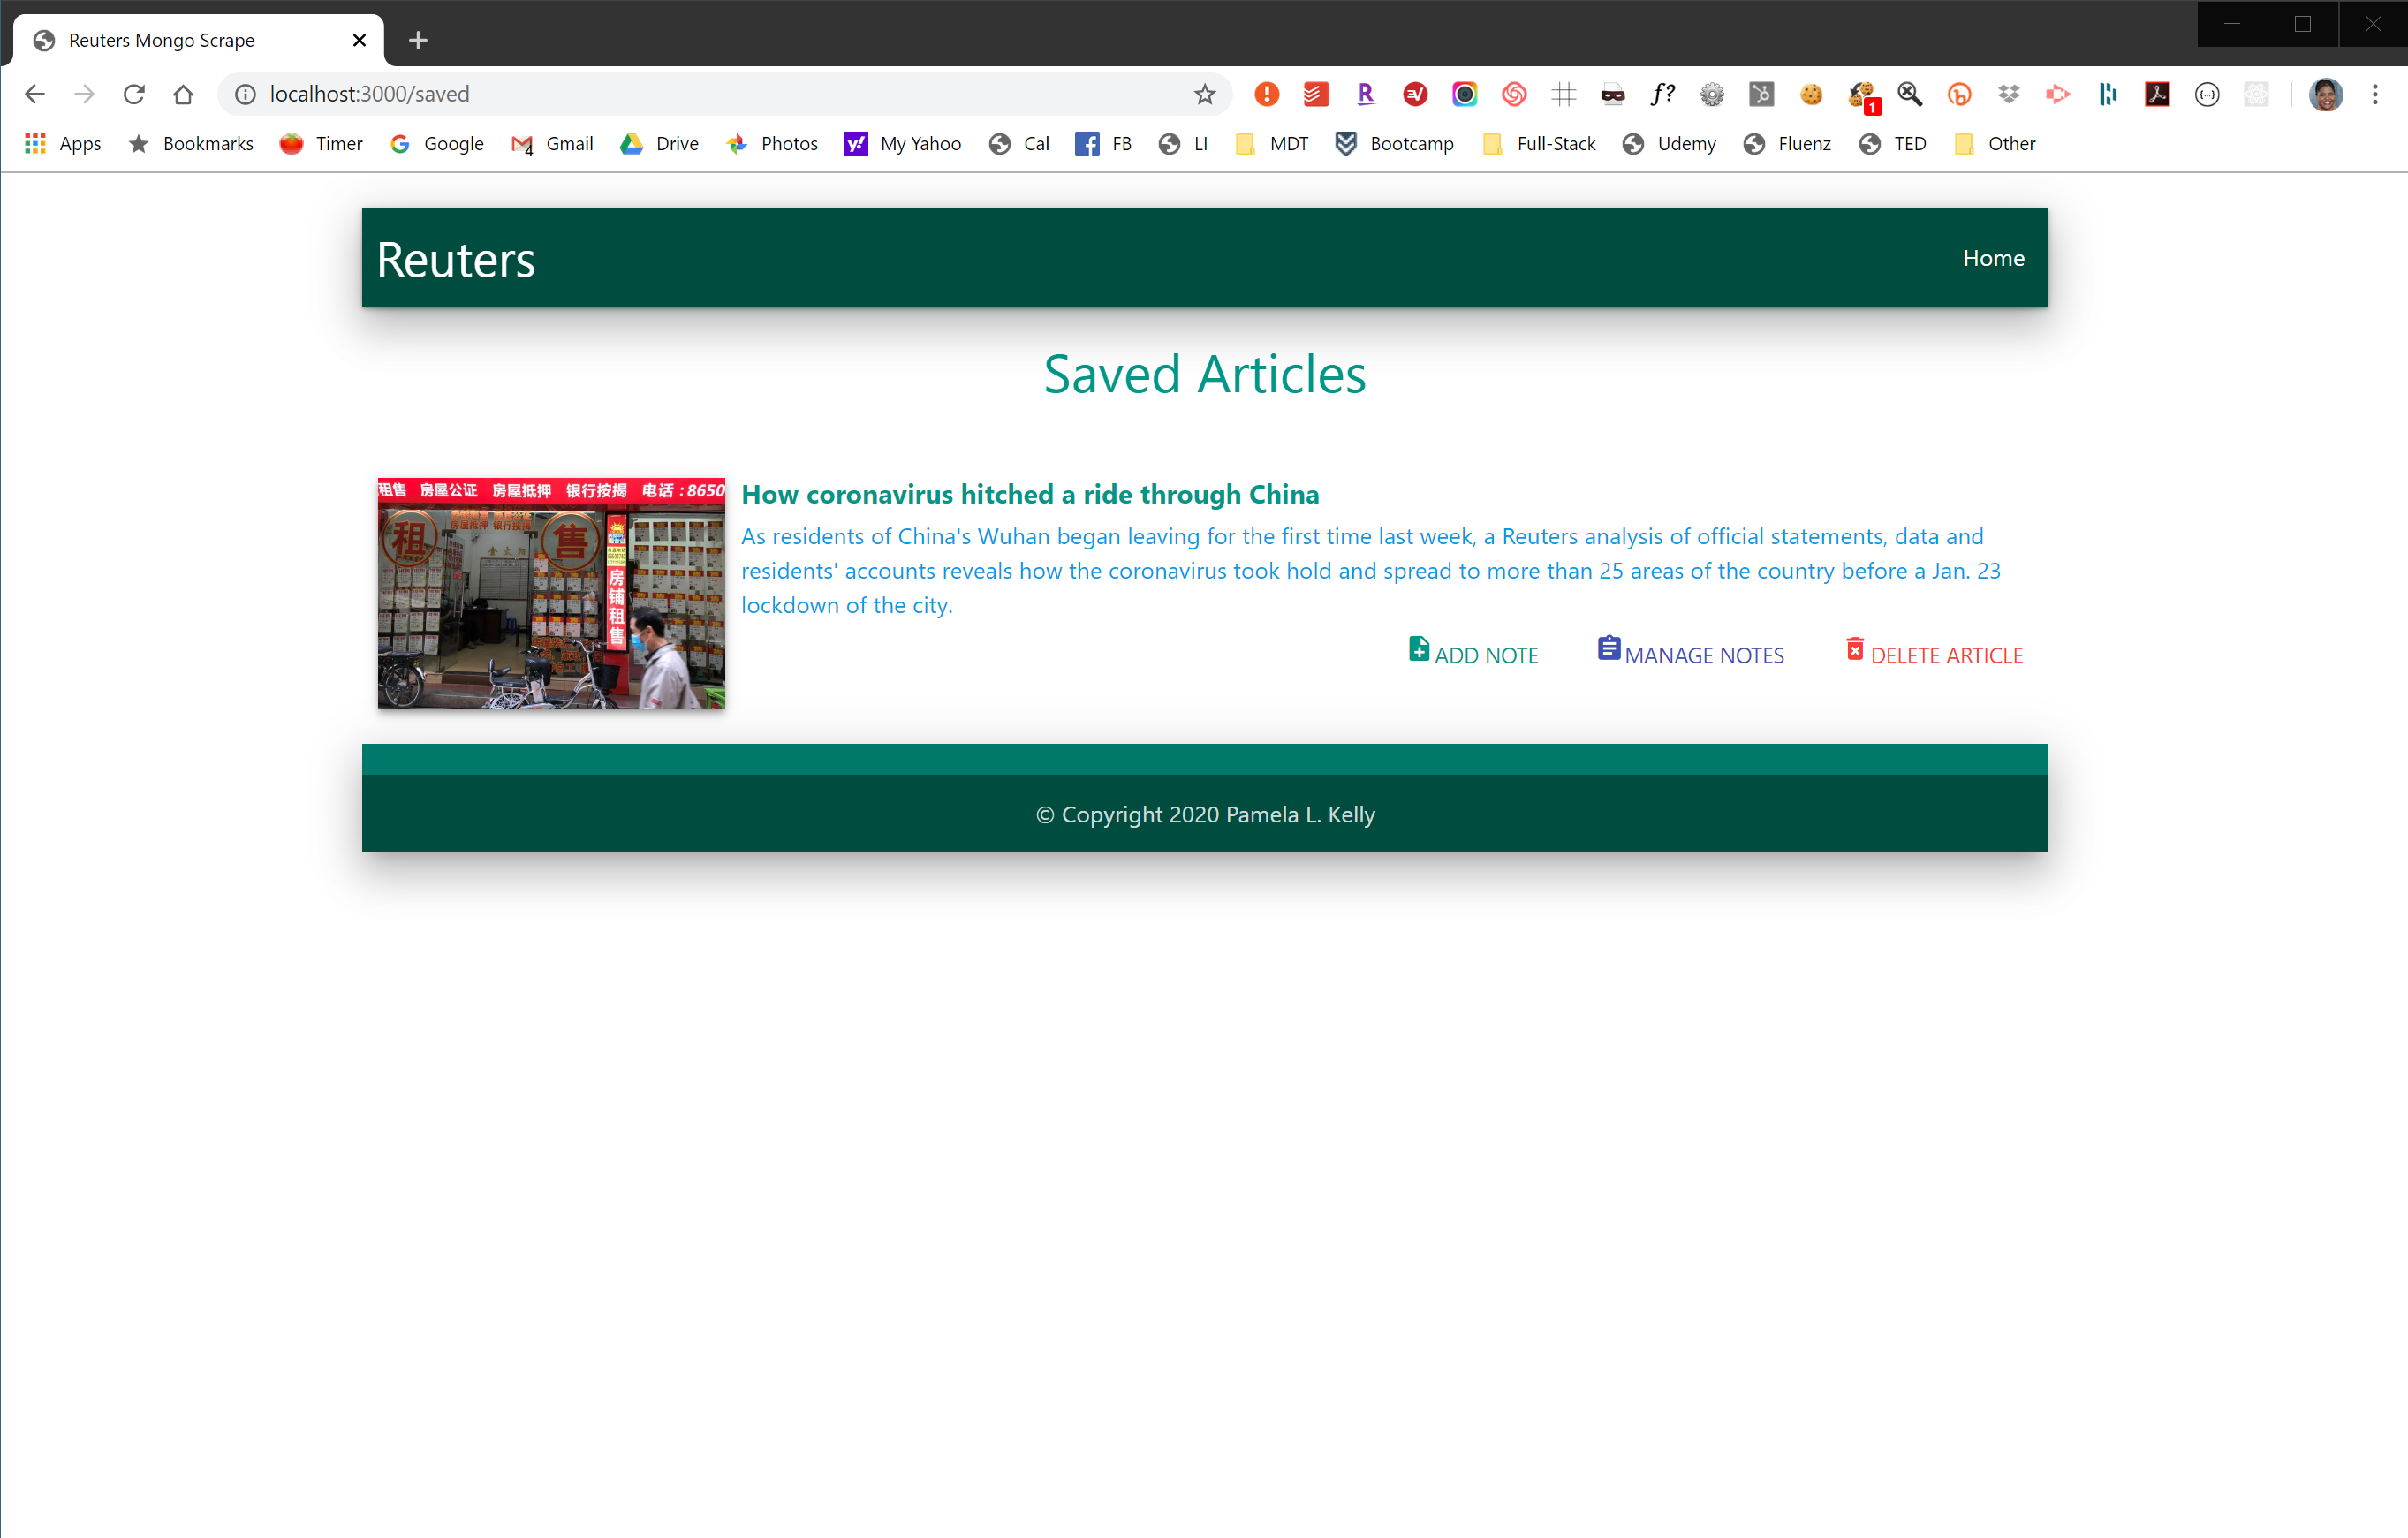 Reuters Mongo Scrape
localhost:3000/saved
1
Apps Bookmarks Timer Google 4 Gmail Drive Photos My Yahoo Cal FB LI MDT Bootcamp Full-Stack Udemy Fluenz TED Other
Reuters
Home
Saved Articles
租售 房屋公证 房屋抵押 银行按揭 电话:8650
租
售
房铺租售
How coronavirus hitched a ride through China
As residents of China's Wuhan began leaving for the first time last week, a Reuters analysis of official statements, data and
residents' accounts reveals how the coronavirus took hold and spread to more than 25 areas of the country before a Jan. 23
lockdown of the city.
ADD NOTE MANAGE NOTES DELETE ARTICLE
© Copyright 2020 Pamela L. Kelly